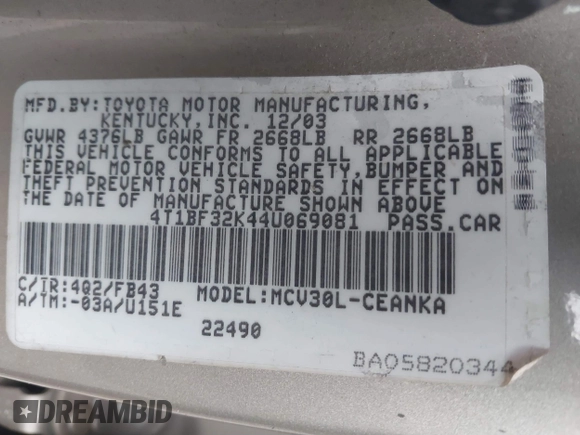 MFD.BY:TOYOTA MOTOR MANUFACTURING,
KENTUCKY,INC. 12/03
GVWR 4376LB GAWR FR 2668LB RR 2668LB
THIS VEHICLE CONFORMS TO ALL APPLICABLE
FEDERAL MOTOR VEHICLE SAFETY,BUMPER AND
THEFT PREVENTION STANDARDS IN EFFECT ON
THE DATE OF MANUFACTURE SHOWN ABOVE
4T1BF32K44U069081 PASS.CAR
C/TR:4Q2/FB43 MODEL:MCV30L-CEANKA
A/TM:-03A/U151E
22490
BA05820344
DREAMBID